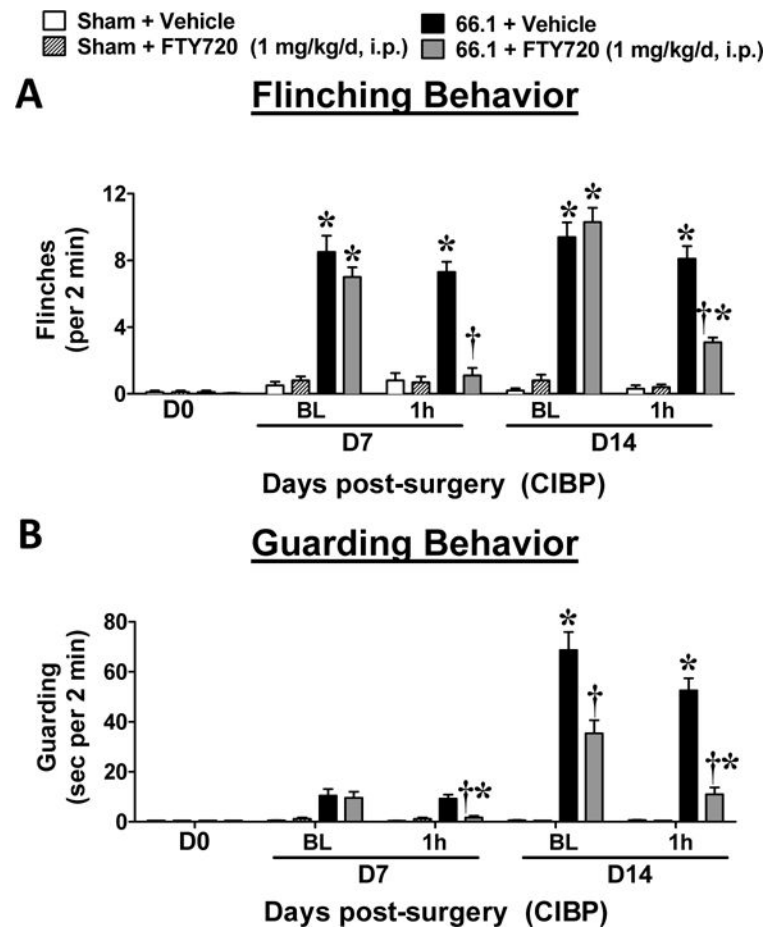 Sham + Vehicle
66.1 + Vehicle
Sham + FTY720 (1 mg/kg/d, i.p.)
66.1 + FTY720 (1 mg/kg/d, i.p.)
A
Flinching Behavior
Flinches
(per 2 min)
12
8
4
0
* * * † * * * †*
D0 BL 1h BL 1h
D7 D14
Days post-surgery (CIBP)
B
Guarding Behavior
Guarding
(sec per 2 min)
80
60
40
20
0
†* * † * †*
D0 BL 1h BL 1h
D7 D14
Days post-surgery (CIBP)